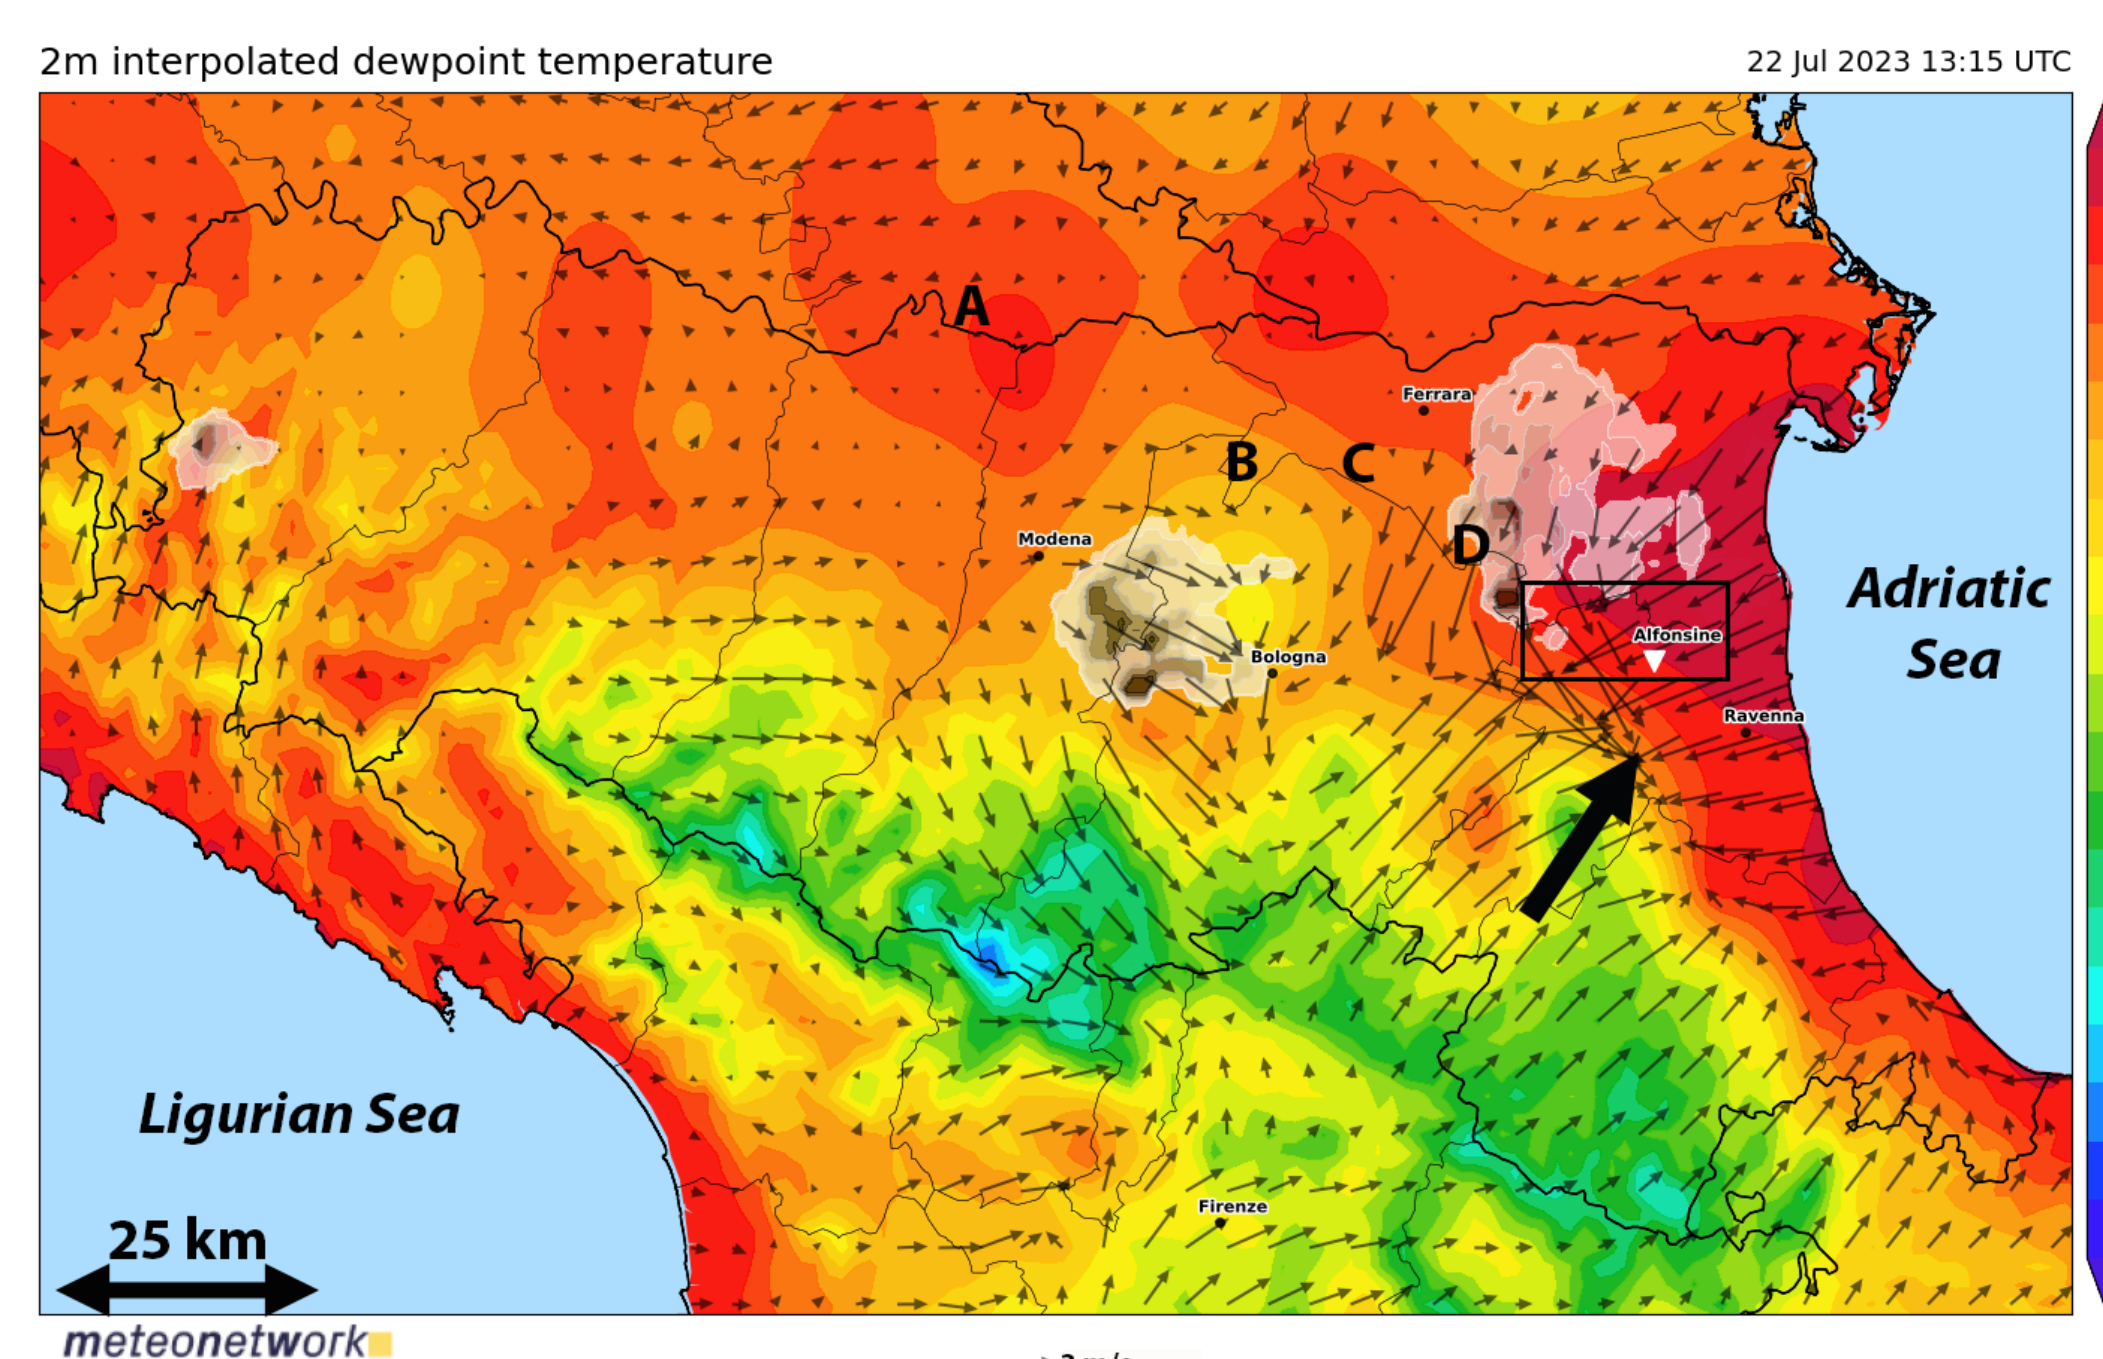 2m interpolated dewpoint temperature
22 Jul 2023 13:15 UTC
A
Ferrara
B
C
Modena
D
Adriatic
Sea
Alfonsine
Bologna
Ravenna
Ligurian Sea
Firenze
25 km
meteonetwork